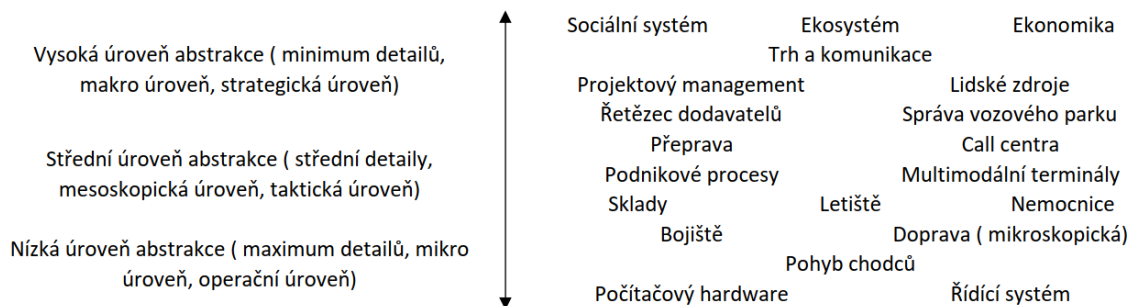 Vysoká úroveň abstrakce ( minimum detailů,
makro úroveň, strategická úroveň)
Střední úroveň abstrakce ( střední detaily,
mesoskopická úroveň, taktická úroveň)
Nízká úroveň abstrakce ( maximum detailů, mikro
úroveň, operační úroveň)
Sociální systém Ekosystém Ekonomika
Trh a komunikace
Projektový management Lidské zdroje
Řetězec dodavatelů Správa vozového parku
Přeprava Call centra
Podnikové procesy Multimodální terminály
Sklady Letiště Nemocnice
Bojiště Doprava ( mikroskopická)
Pohyb chodců
Počítačový hardware Řídící systém